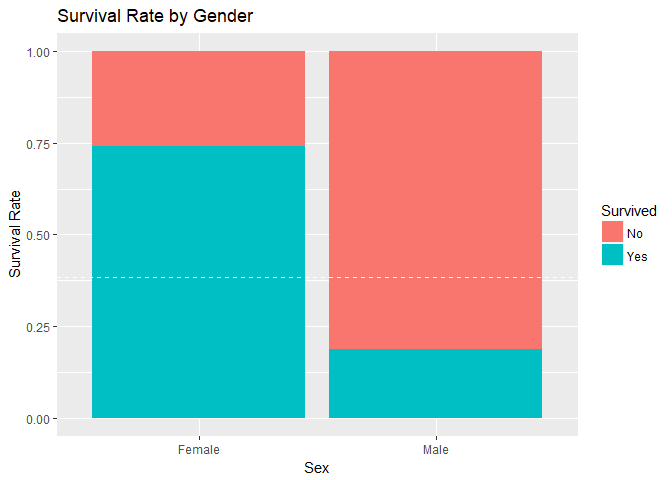 Survival Rate by Gender
Survival Rate
1.00
0.75
0.50
0.25
0.00
Female
Male
Sex
Survived
No
Yes